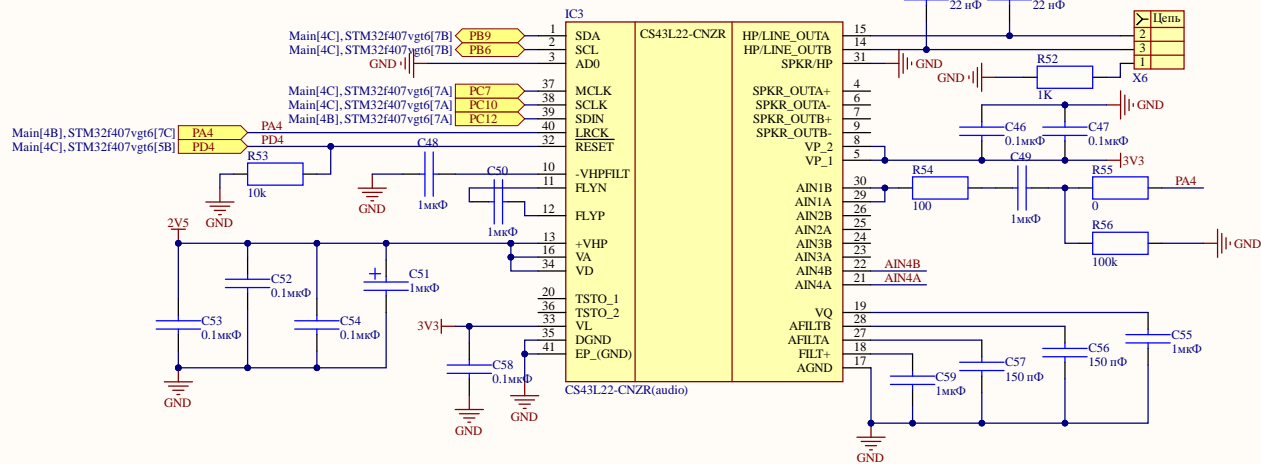 22 нФ 22 нФ
IC3
CS43L22-CNZR
Main[4C], STM32f407vgt6[7B] PB9 1 SDA
Main[4C], STM32f407vgt6[7B] PB6 2 SCL
GND 3 AD0
Main[4C], STM32f407vgt6[7A] PC7 37 MCLK
Main[4C], STM32f407vgt6[7A] PC10 38 SCLK
Main[4B], STM32f407vgt6[7A] PC12 39 SDIN
Main[4B], STM32f407vgt6[7C] PA4 PA4 40 LRCK
Main[4C], STM32f407vgt6[5B] PD4 PD4 32 RESET
R53
10k
GND
C48
1мкФ
GND
10 -VHPFILT
C50
1мкФ
11 FLYN
12 FLYP
2V5
13 +VHP
16 VA
34 VD
C52
0.1мкФ
C51
+
1мкФ
C53
0.1мкФ
C54
0.1мкФ
GND
20 TSTO_1
36 TSTO_2
3V3 33 VL
35 DGND
41 EP_(GND)
C58
0.1мкФ
GND
GND
CS43L22-CNZR(audio)
HP/LINE_OUTA 15
HP/LINE_OUTB 14
SPKR/HP 31 GND
Цепь
2
3
1
X6
GND R52
1K
SPKR_OUTA+ 4
SPKR_OUTA- 6
SPKR_OUTB+ 7
SPKR_OUTB- 9
VP_2 8
VP_1 5
GND
C46
0.1мкФ
C47
0.1мкФ
3V3
AIN1B 30
AIN1A 29
R54
100
C49
1мкФ
R55
0
PA4
R56
100k
GND
AIN2B 26
AIN2A 25
AIN3B 24
AIN3A 23
AIN4B 22 AIN4B
AIN4A 21 AIN4A
VQ 19
AFILTB 28
AFILTA 27
FILT+ 18
AGND 17
C55
1мкФ
C56
150 пФ
C57
150 пФ
C59
1мкФ
GND